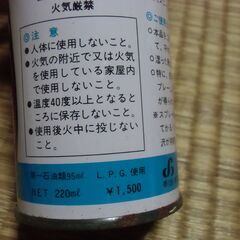 火気厳禁
◎注意
●人体に使用しないこと。
●火気の附近で又は火気
を使用している家屋内
で使用しないこと。
●温度40度以上となると
ころに保存しないこと。
●使用後火中に投じない
こと。
第一石油類95ml L.P.G.使用
NET. 220ml ¥1,500